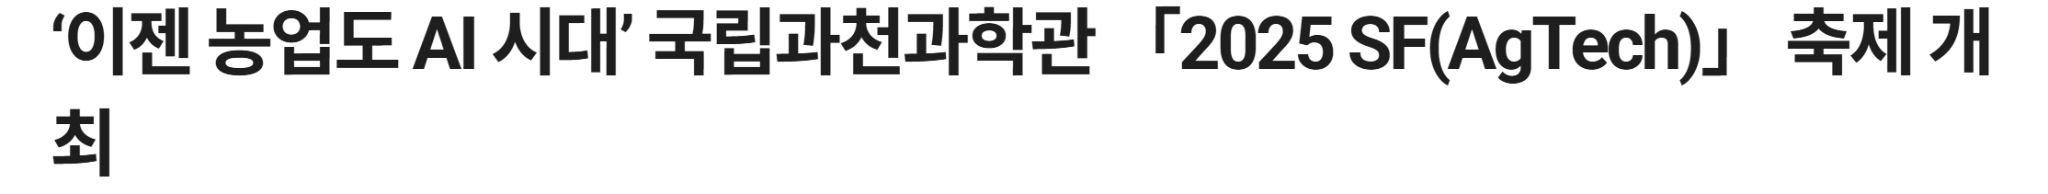 ‘이젠 농업도 AI 시대’ 국립과천과학관 「2025 SF(AgTech)」 축제 개
최